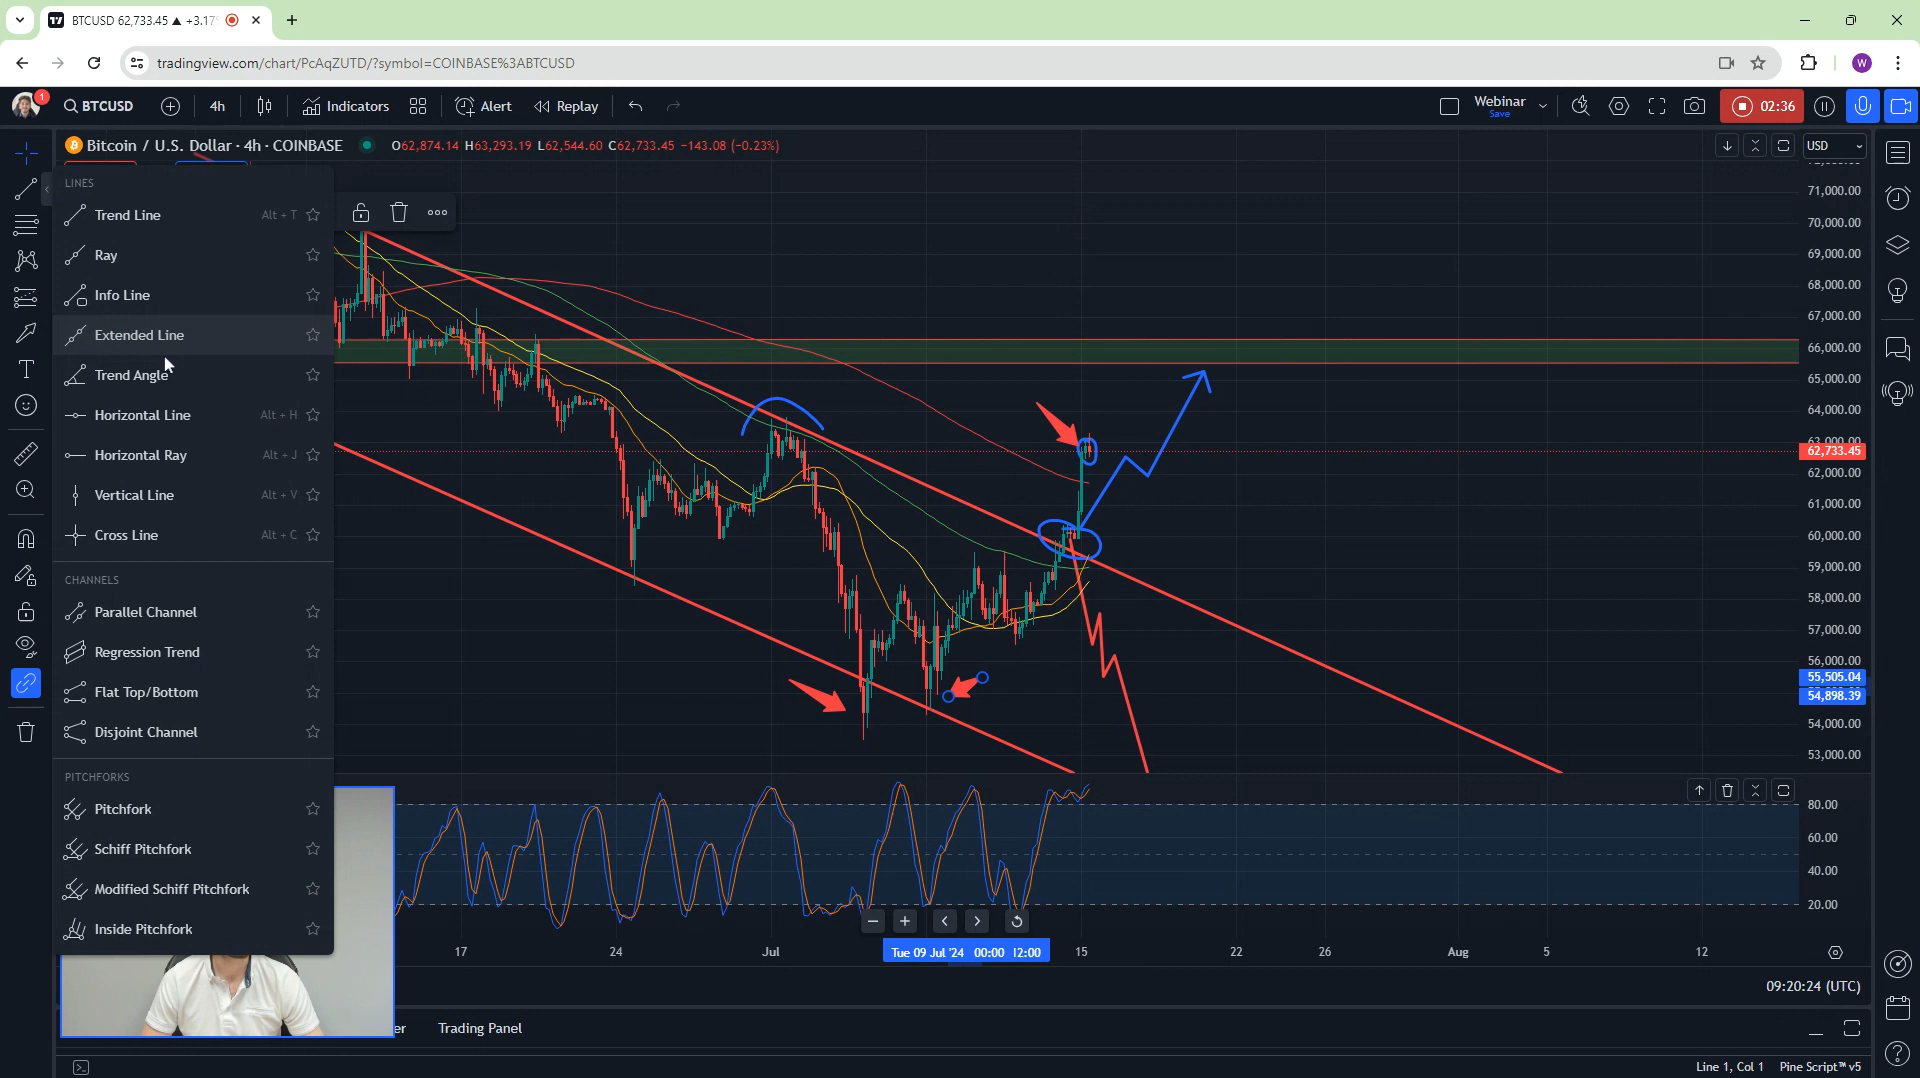 BTCUSD 62,733.45 ▲ +3.17
tradingview.com/chart/PcAqZUTD/?symbol=COINBASE%3ABTCUSD
W
1
BTCUSD
4h
Indicators
Alert
Replay
Webinar
Save
02:36
Bitcoin / U.S. Dollar · 4h · COINBASE
O62,874.14 H63,293.19 L62,544.60 C62,733.45 −143.08 (−0.23%)
USD
LINES
Trend Line Alt + T
Ray
Info Line
Extended Line
Trend Angle
Horizontal Line Alt + H
Horizontal Ray Alt + J
Vertical Line Alt + V
Cross Line Alt + C
CHANNELS
Parallel Channel
Regression Trend
Flat Top/Bottom
Disjoint Channel
PITCHFORKS
Pitchfork
Schiff Pitchfork
Modified Schiff Pitchfork
Inside Pitchfork
71,000.00
70,000.00
69,000.00
68,000.00
67,000.00
66,000.00
65,000.00
64,000.00
63,000.00
62,733.45
62,000.00
61,000.00
60,000.00
59,000.00
58,000.00
57,000.00
56,000.00
55,505.04
54,898.39
54,000.00
53,000.00
80.00
60.00
40.00
20.00
17
24
Jul
Tue 09 Jul '24 00:00 12:00
15
22
26
Aug
5
12
09:20:24 (UTC)
er
Trading Panel
Line 1, Col 1
Pine Script™ v5